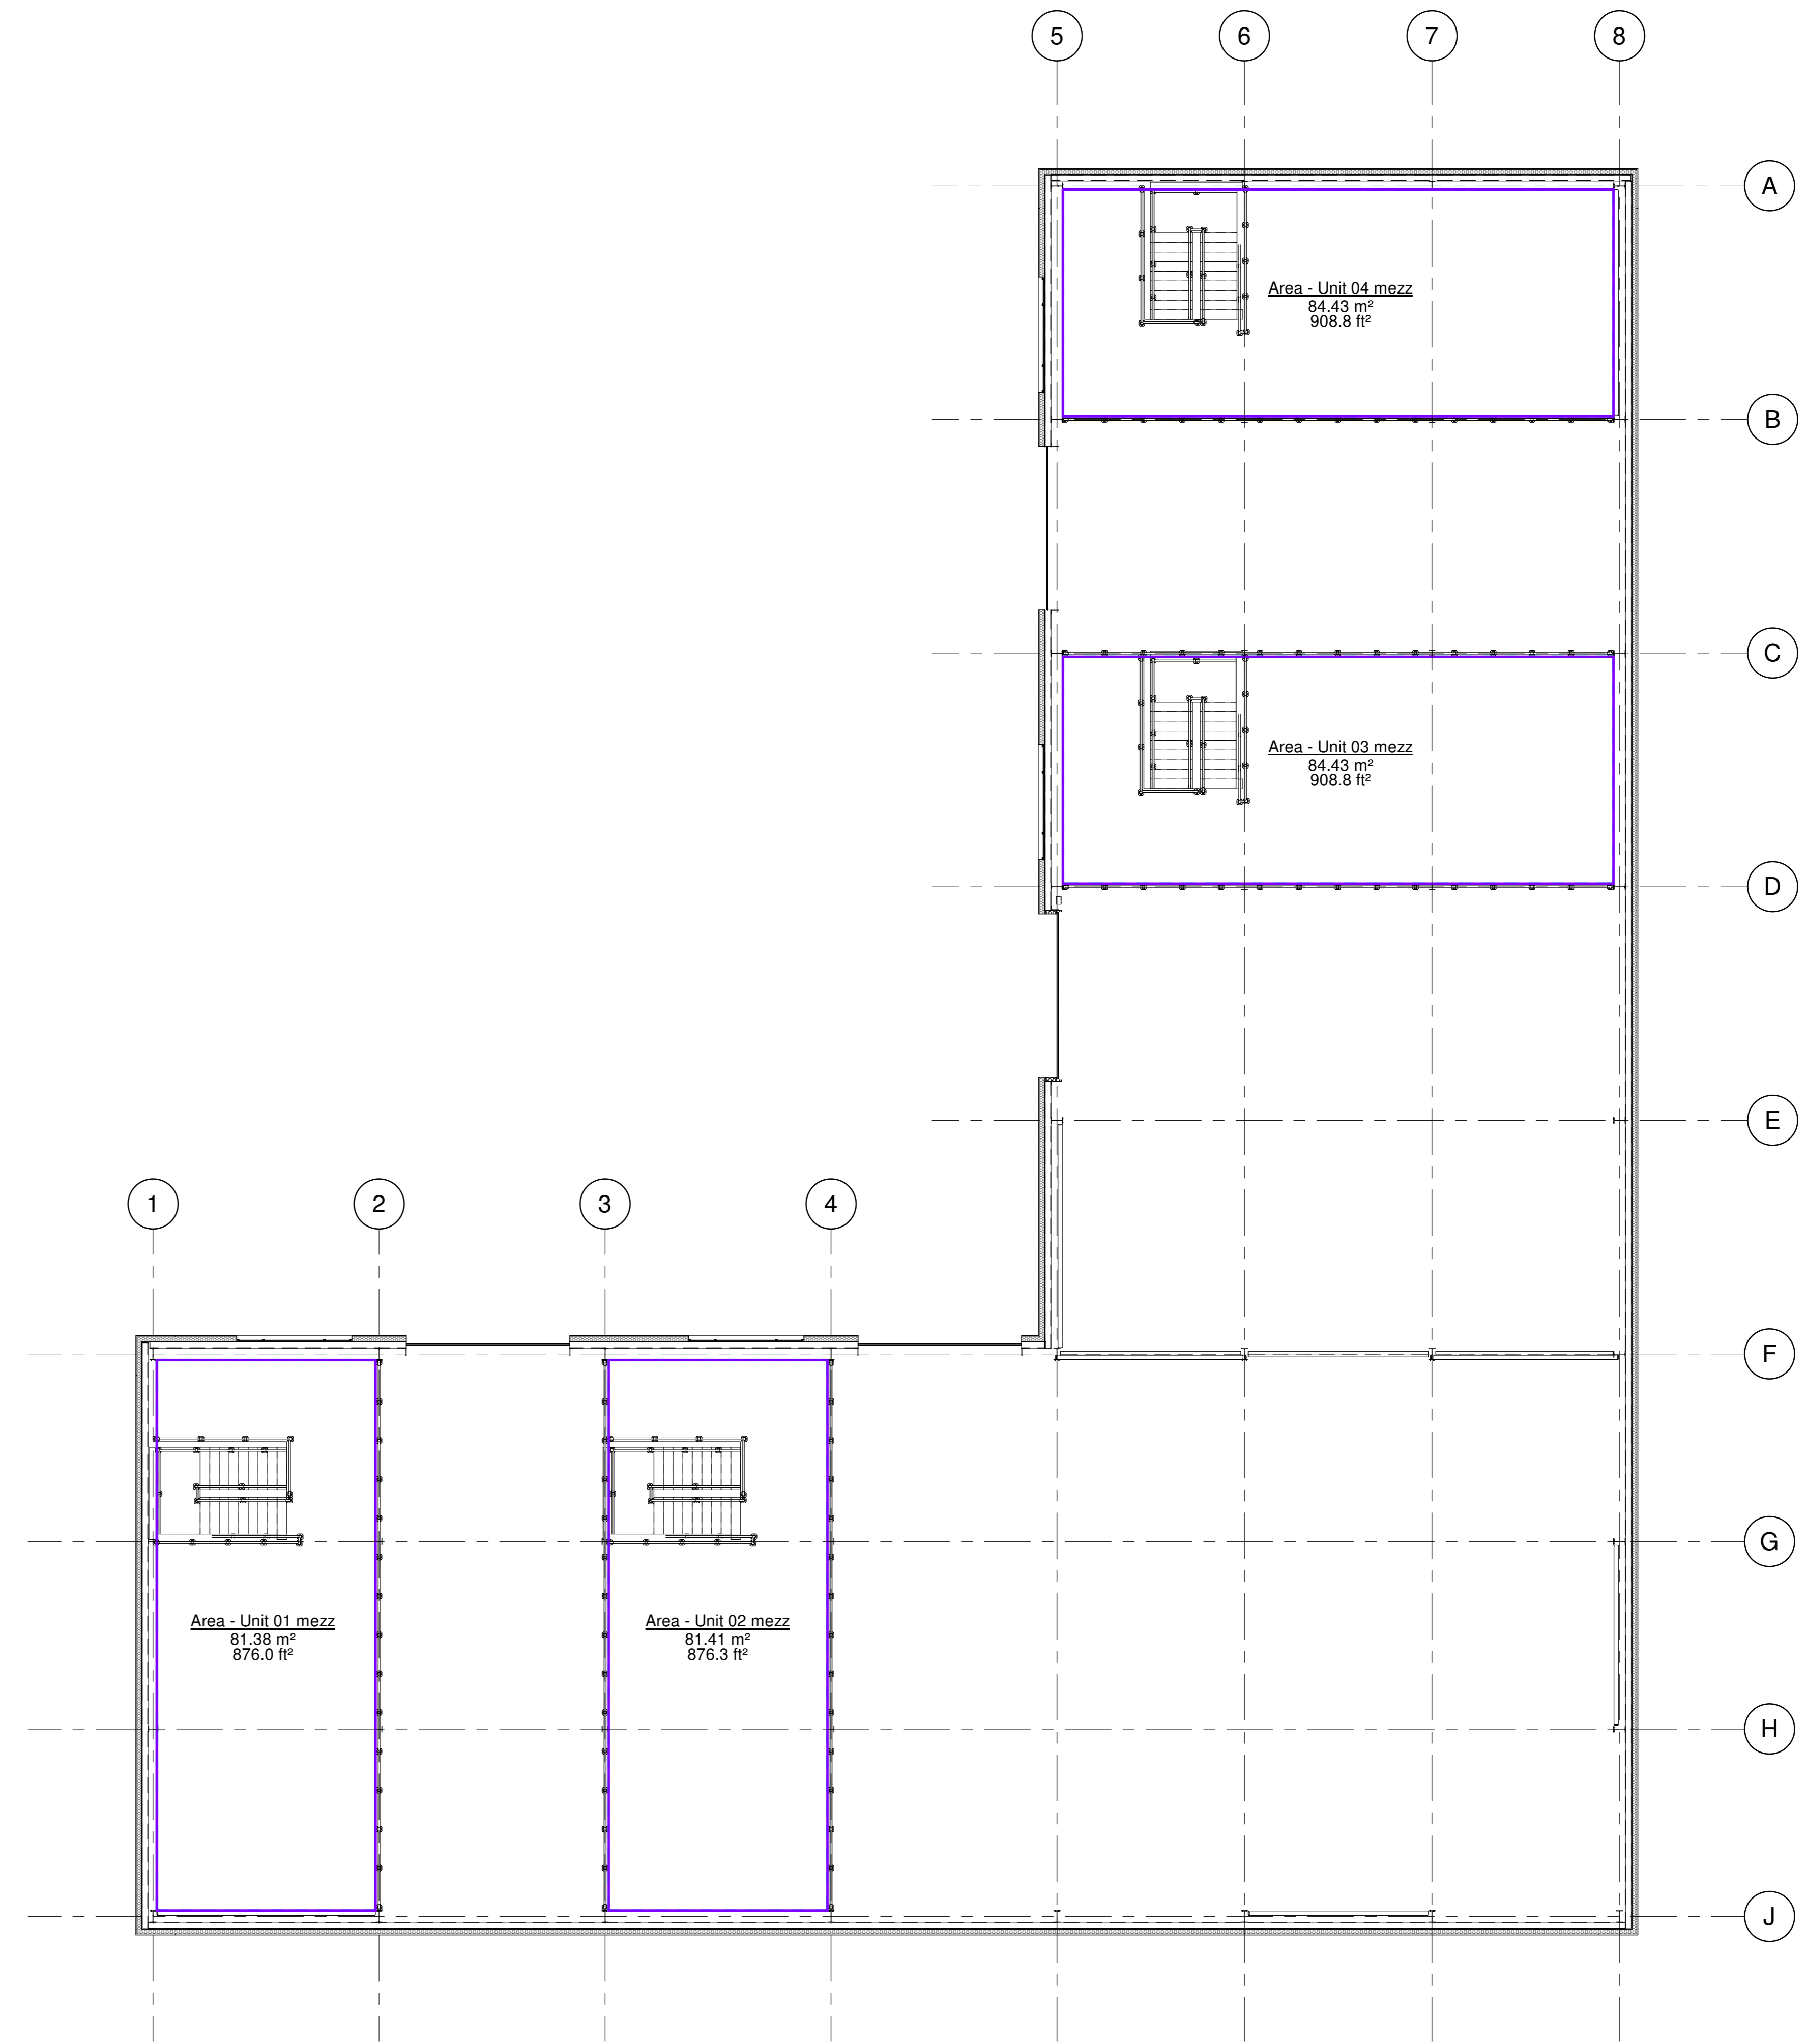 5 6 7 8
A
Area - Unit 04 mezz
84.43 m²
908.8 ft²
B
C
Area - Unit 03 mezz
84.43 m²
908.8 ft²
D
E
1 2 3 4
F
G
Area - Unit 01 mezz
81.38 m²
876.0 ft²
Area - Unit 02 mezz
81.41 m²
876.3 ft²
H
J